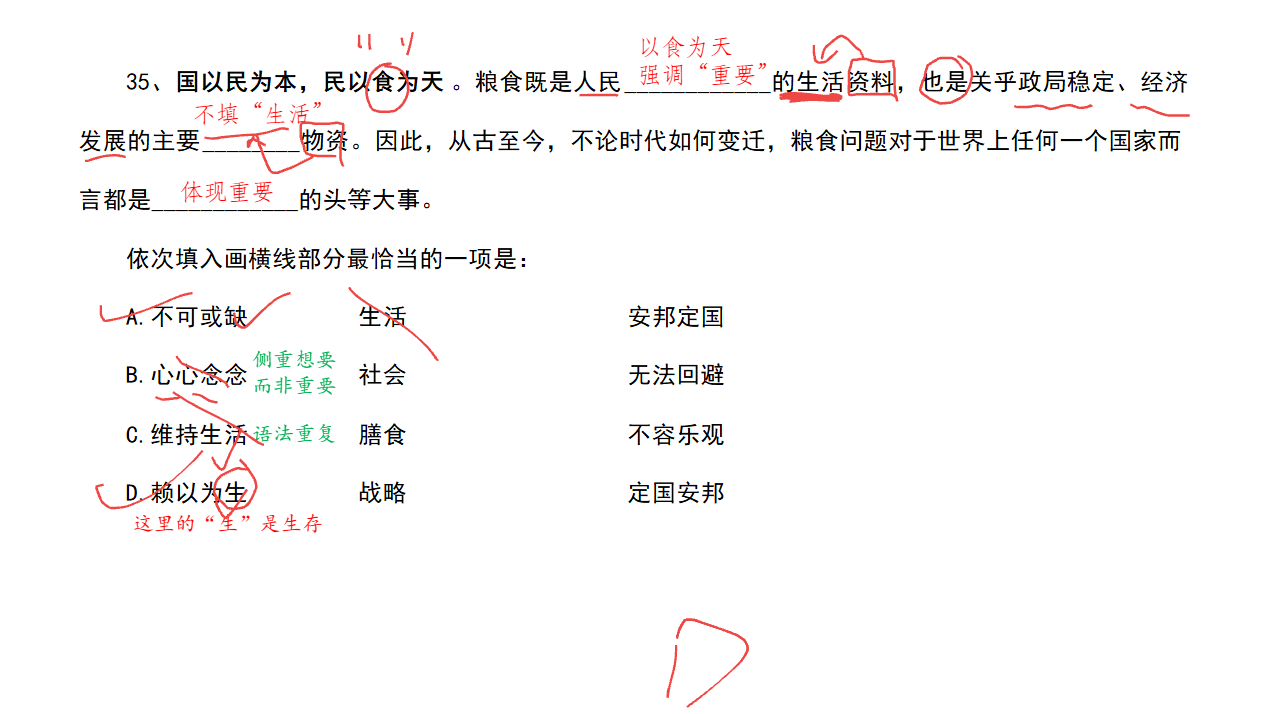 以食为天
强调“重要”
35、国以民为本，民以食为天。粮食既是人民____________的生活资料，也是关乎政局稳定、经济
不填“生活”
发展的主要________物资。因此，从古至今，不论时代如何变迁，粮食问题对于世界上任何一个国家而
体现重要
言都是____________的头等大事。
依次填入画横线部分最恰当的一项是：
A.不可或缺 生活 安邦定国
B.心心念念 侧重想要 社会 无法回避
而非重要
C.维持生活 语法重复 膳食 不容乐观
D.赖以为生 战略 定国安邦
这里的“生”是生存
D